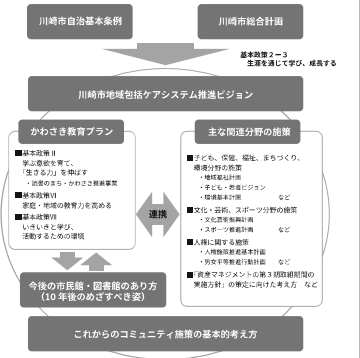 川崎市自治基本条例
川崎市総合計画
基本政策２ー３
生涯を通じて学び、成長する
川崎市地域包括ケアシステム推進ビジョン
かわさき教育プラン
■基本政策Ⅱ
学ぶ意欲を育て、
「生きる力」を伸ばす
・読書のまち・かわさき推進事業
■基本政策Ⅵ
家庭・地域の教育力を高める
■基本政策Ⅶ
いきいきと学び、
活動するための環境
連携
主な関連分野の施策
■子ども、保健、福祉、まちづくり、
環境分野の施策
・地域福祉計画
・子ども・若者ビジョン
・環境基本計画 など
■文化・芸術、スポーツ分野の施策
・文化芸術振興計画
・スポーツ推進計画 など
■人権に関する施策
・人権施策推進基本計画
・男女平等推進行動計画 など
■「資産マネジメントの第３期取組期間の
実施方針」の策定に向けた考え方 など
今後の市民館・図書館のあり方
（10 年後のめざすべき姿）
これからのコミュニティ施策の基本的考え方